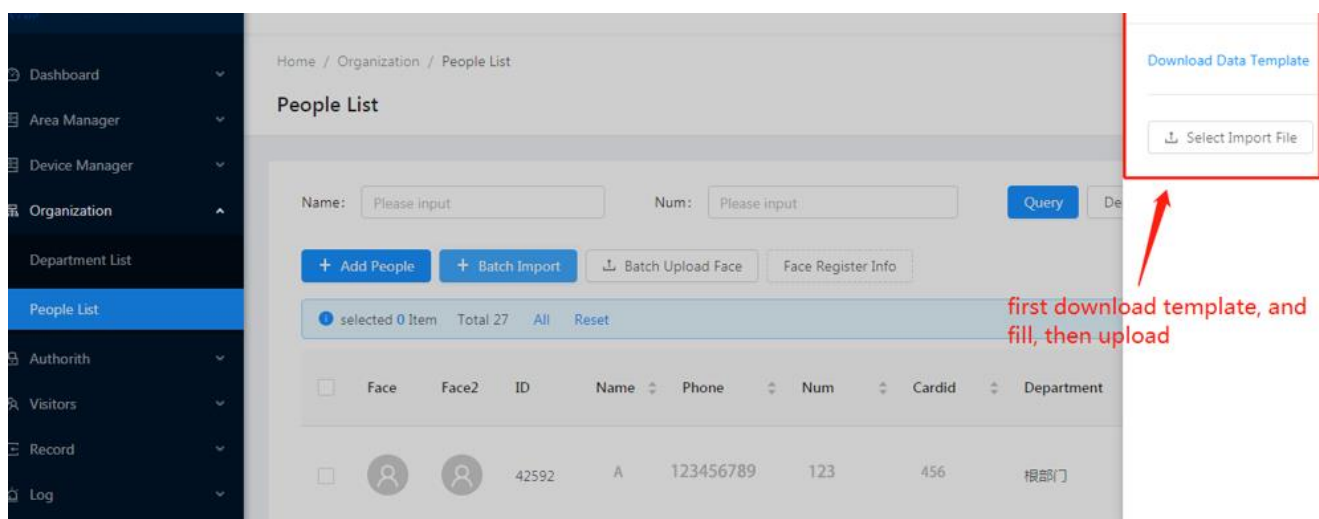 Dashboard
Area Manager
Device Manager
Organization
Department List
People List
Authorith
Visitors
Record
Log
Home / Organization / People List
People List
Name: Please input Num: Please input Query De
+ Add People + Batch Import Batch Upload Face Face Register Info
selected 0 Item Total 27 All Reset
Face Face2 ID Name Phone Num Cardid Department
42592 A 123456789 123 456 根部门
Download Data Template
Select Import File
first download template, and
fill, then upload